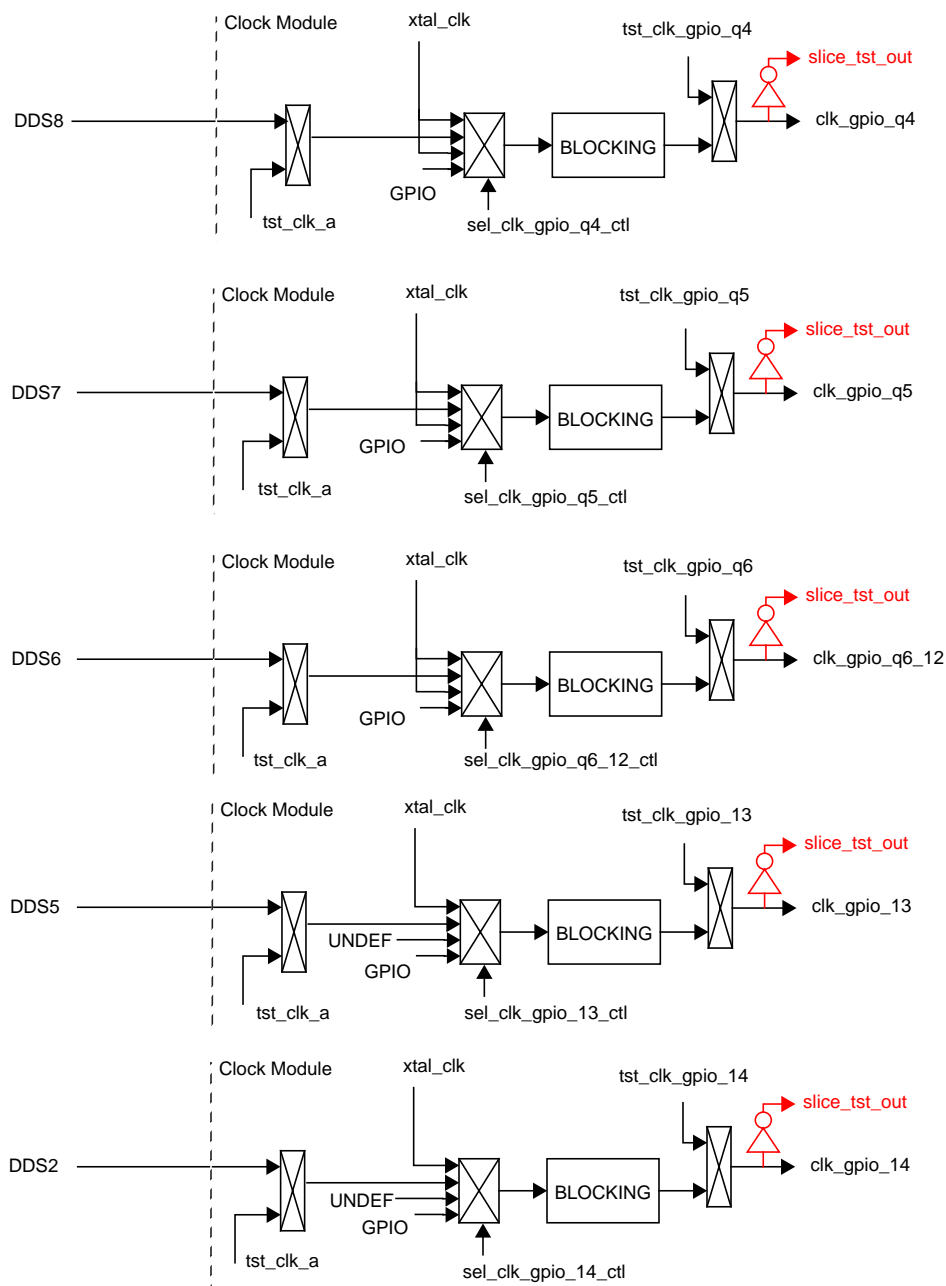 Clock Module
xtal_clk
tst_clk_gpio_q4
slice_tst_out
DDS8
clk_gpio_q4
BLOCKING
GPIO
tst_clk_a
sel_clk_gpio_q4_ctl
Clock Module
xtal_clk
tst_clk_gpio_q5
slice_tst_out
DDS7
clk_gpio_q5
BLOCKING
GPIO
tst_clk_a
sel_clk_gpio_q5_ctl
Clock Module
xtal_clk
tst_clk_gpio_q6
slice_tst_out
DDS6
clk_gpio_q6_12
BLOCKING
GPIO
tst_clk_a
sel_clk_gpio_q6_12_ctl
Clock Module
xtal_clk
tst_clk_gpio_13
slice_tst_out
DDS5
clk_gpio_13
UNDEF
BLOCKING
GPIO
tst_clk_a
sel_clk_gpio_13_ctl
Clock Module
xtal_clk
tst_clk_gpio_14
slice_tst_out
DDS2
clk_gpio_14
UNDEF
BLOCKING
GPIO
tst_clk_a
sel_clk_gpio_14_ctl